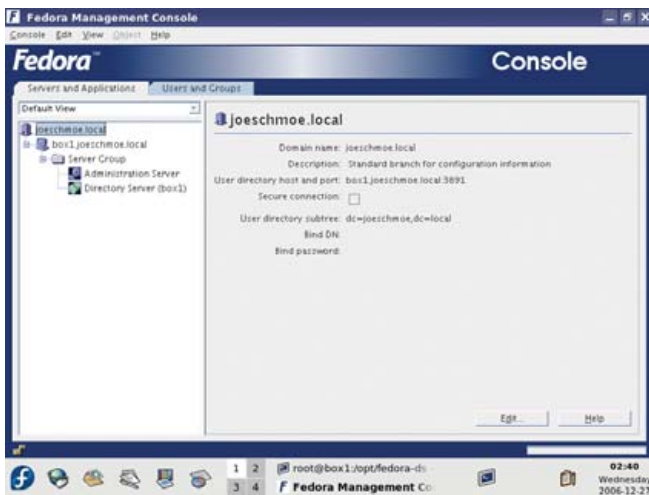 Fedora Management Console
Console Edit View Object Help
Fedora™
Console
Servers and Applications
Users and Groups
Default View
joeschmoe.local
box1.joeschmoe.local
Server Group
Administration Server
Directory Server (box1)
joeschmoe.local
Domain name: joeschmoe.local
Description: Standard branch for configuration information
User directory host and port: box1.joeschmoe.local:3891
Secure connection:
User directory subtree: dc=joeschmoe,dc=local
Bind DN:
Bind password:
Edit...
Help
1 2
3 4
root@box1:/opt/fedora-ds
Fedora Management Co
02:40
Wednesday
2006-12-27